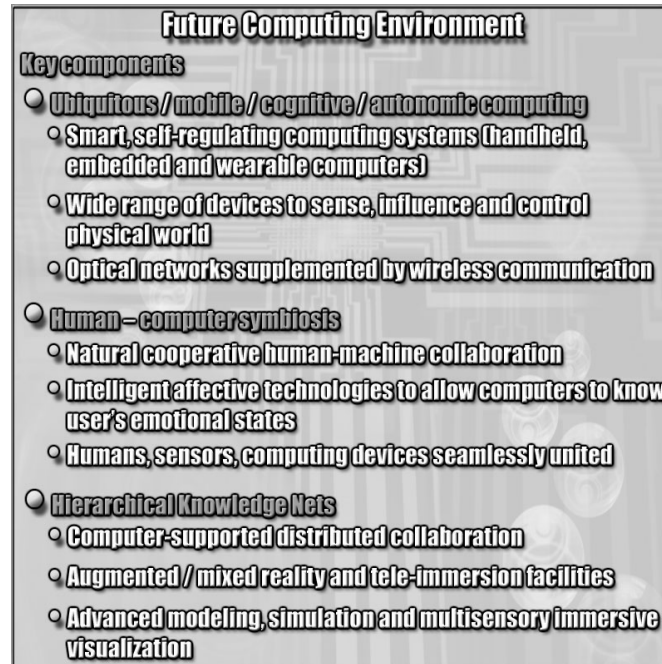 Future Computing Environment
Key components
Ubiquitous / mobile / cognitive / autonomic computing
Smart, self-regulating computing systems (handheld,
embedded and wearable computers)
Wide range of devices to sense, influence and control
physical world
Optical networks supplemented by wireless communication
Human – computer symbiosis
Natural cooperative human-machine collaboration
Intelligent affective technologies to allow computers to know
user's emotional states
Humans, sensors, computing devices seamlessly united
Hierarchical Knowledge Nets
Computer-supported distributed collaboration
Augmented / mixed reality and tele-immersion facilities
Advanced modeling, simulation and multisensory immersive
visualization